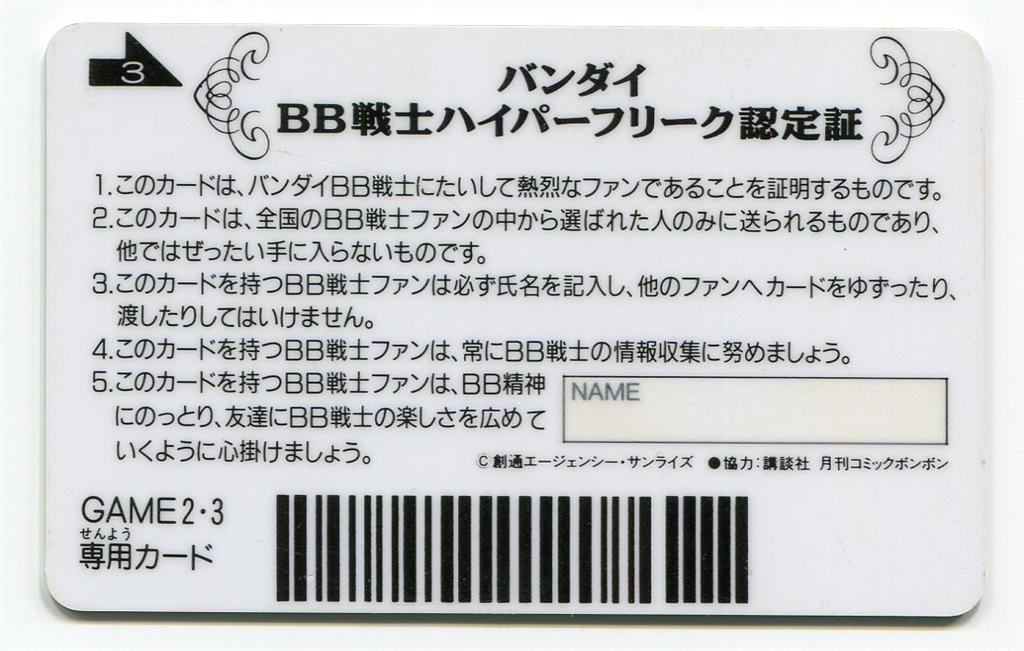 3
バンダイ
BB戦士ハイパーフリーク認定証
1.このカードは、バンダイBB戦士にたいして熱烈なファンであることを証明するものです。
2.このカードは、全国のBB戦士ファンの中から選ばれた人のみに送られるものであり、
他ではぜったい手に入らないものです。
3.このカードを持つBB戦士ファンは必ず氏名を記入し、他のファンへカードをゆずったり、
渡したりしてはいけません。
4.このカードを持つBB戦士ファンは、常にBB戦士の情報収集に努めましょう。
5.このカードを持つBB戦士ファンは、BB精神
にのっとり、友達にBB戦士の楽しさを広めて
いくように心掛けましょう。
NAME
©創通エージェンシー・サンライズ ●協力:講談社 月刊コミックボンボン
GAME2・3
せんよう
専用カード